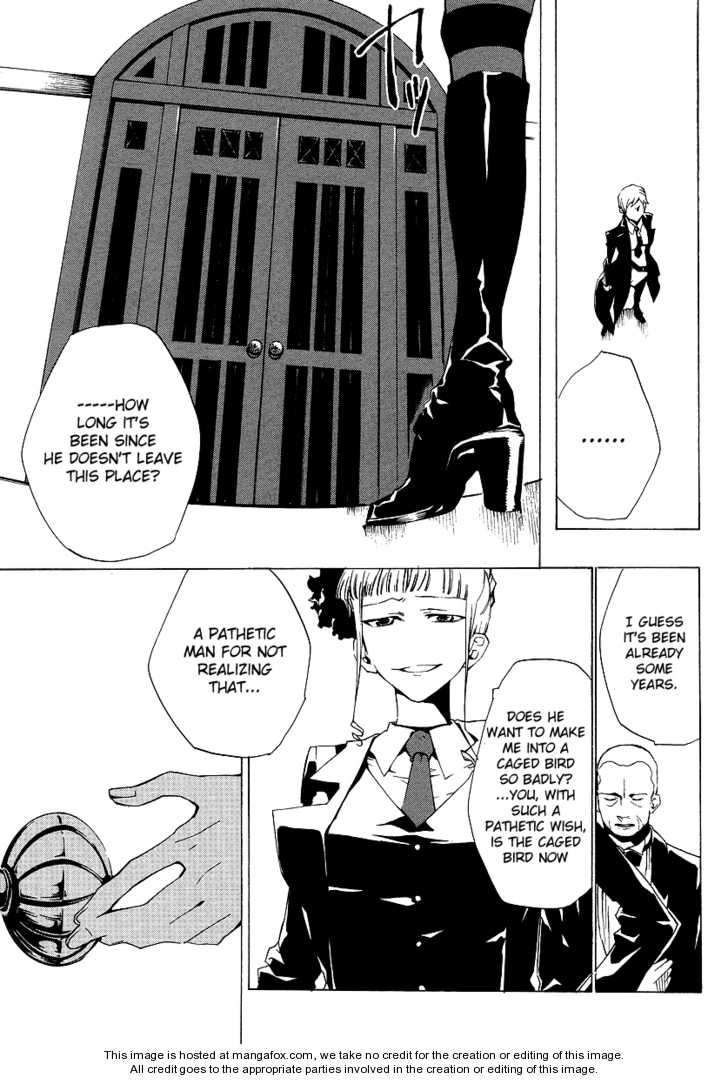 ......
カ
ツ
-----HOW
LONG IT'S
BEEN SINCE
HE DOESN'T LEAVE
THIS PLACE?
I GUESS
IT'S BEEN
ALREADY
SOME
YEARS.
DOES HE
WANT TO MAKE
ME INTO A
CAGED BIRD
SO BADLY?
...YOU, WITH
SUCH A
PATHETIC WISH,
IS THE CAGED
BIRD NOW
A PATHETIC
MAN FOR NOT
REALIZING
THAT...
This image is hosted at mangafox.com, we take no credit for the creation or editing of this image.
All credit goes to the appropriate parties involved in the creation or editing of this image.